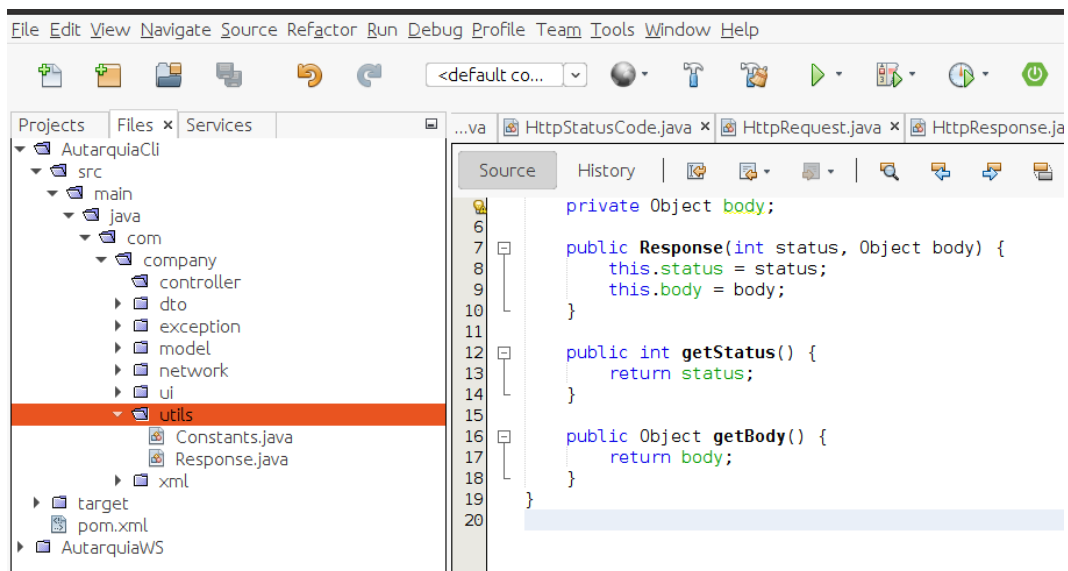 File Edit View Navigate Source Refactor Run Debug Profile Team Tools Window Help
<default co...
Projects Files Services
AutarquiaCli
src
main
java
com
company
controller
dto
exception
model
network
ui
utils
Constants.java
Response.java
xml
target
pom.xml
AutarquiaWS
...va HttpStatusCode.java HttpRequest.java HttpResponse.ja
Source History
private Object body;
6
7 public Response(int status, Object body) {
8 this.status = status;
9 this.body = body;
10 }
11
12 public int getStatus() {
13 return status;
14 }
15
16 public Object getBody() {
17 return body;
18 }
19 }
20